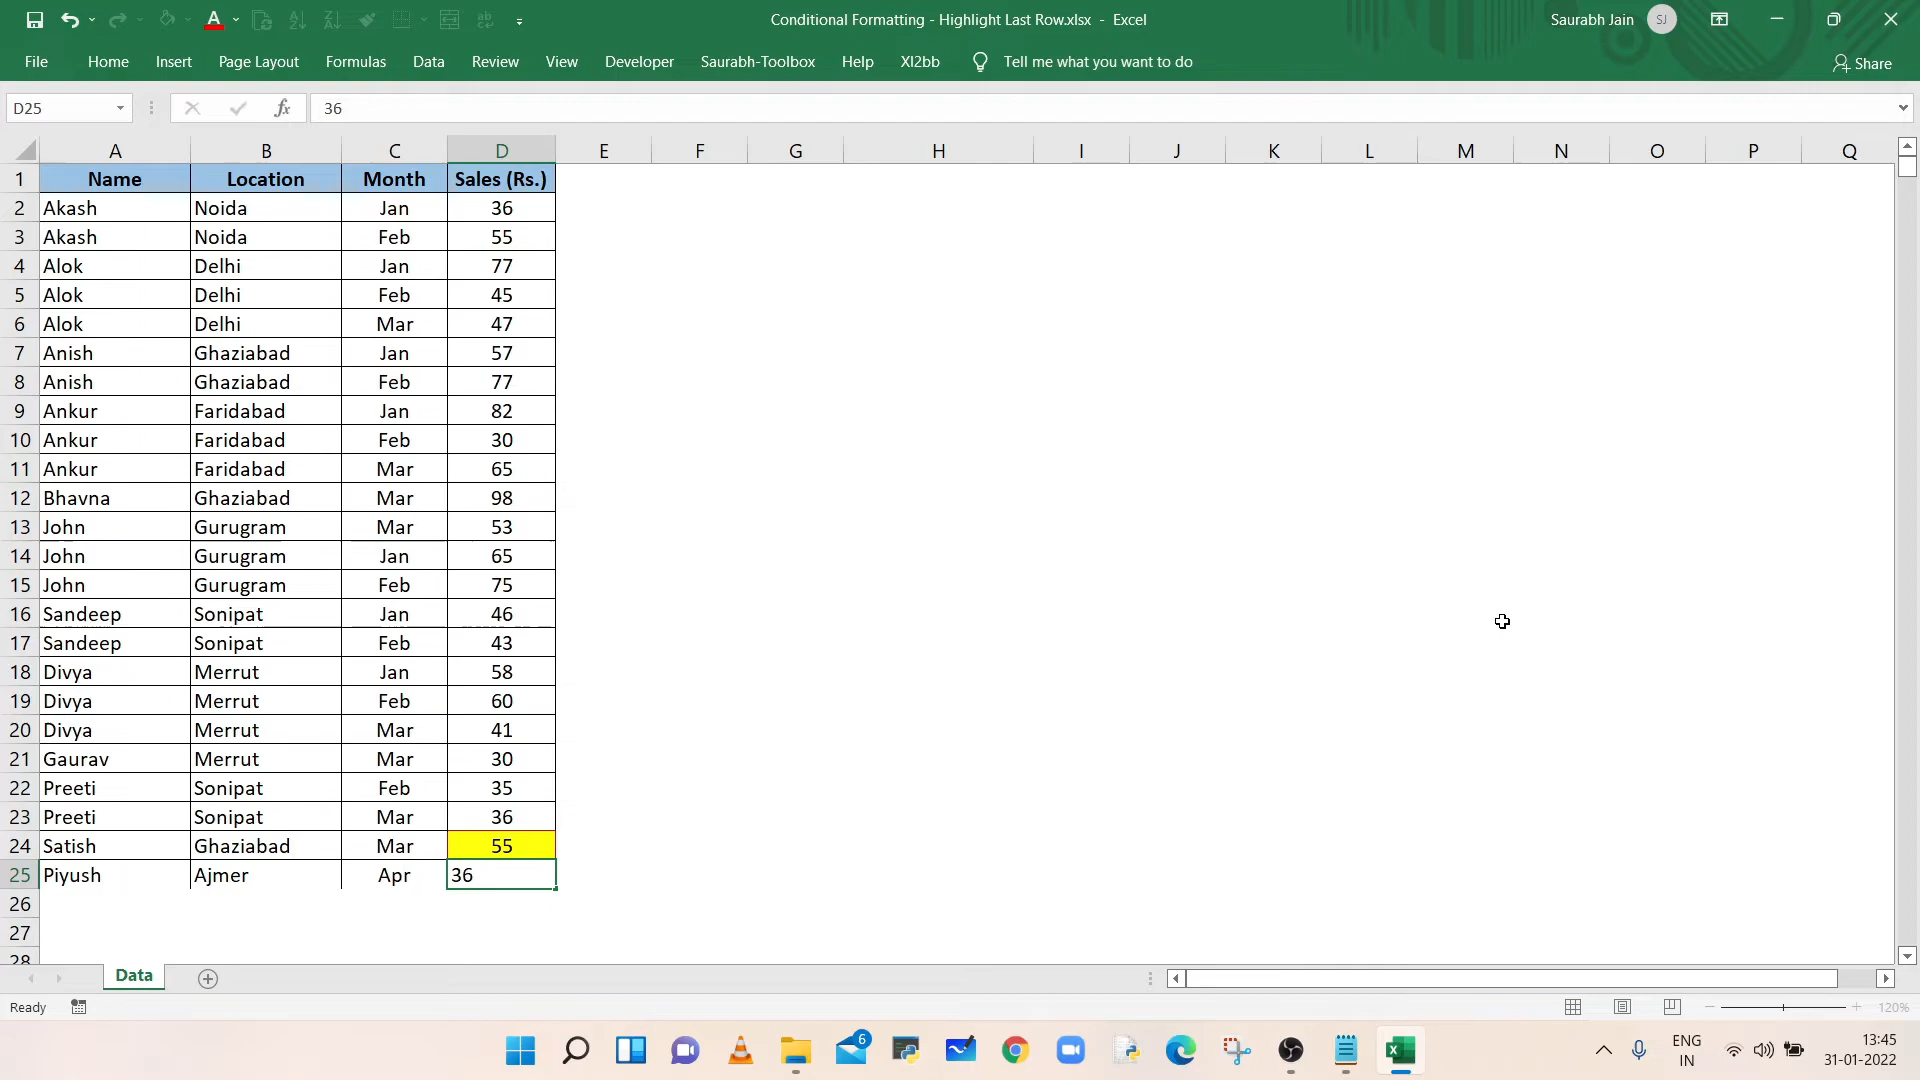 Conditional Formatting - Highlight Last Row.xlsx - Excel
Saurabh Jain SJ
File Home Insert Page Layout Formulas Data Review View Developer Saurabh-Toolbox Help Xl2bb Tell me what you want to do Share
D25 fx 36
A B C D E F G H I J K L M N O P Q
1 Name Location Month Sales (Rs.)
2 Akash Noida Jan 36
3 Akash Noida Feb 55
4 Alok Delhi Jan 77
5 Alok Delhi Feb 45
6 Alok Delhi Mar 47
7 Anish Ghaziabad Jan 57
8 Anish Ghaziabad Feb 77
9 Ankur Faridabad Jan 82
10 Ankur Faridabad Feb 30
11 Ankur Faridabad Mar 65
12 Bhavna Ghaziabad Mar 98
13 John Gurugram Mar 53
14 John Gurugram Jan 65
15 John Gurugram Feb 75
16 Sandeep Sonipat Jan 46
17 Sandeep Sonipat Feb 43
18 Divya Merrut Jan 58
19 Divya Merrut Feb 60
20 Divya Merrut Mar 41
21 Gaurav Merrut Mar 30
22 Preeti Sonipat Feb 35
23 Preeti Sonipat Mar 36
24 Satish Ghaziabad Mar 55
25 Piyush Ajmer Apr 36
26
27
28
Data
Ready 120%
6
ENG 13:45
IN 31-01-2022